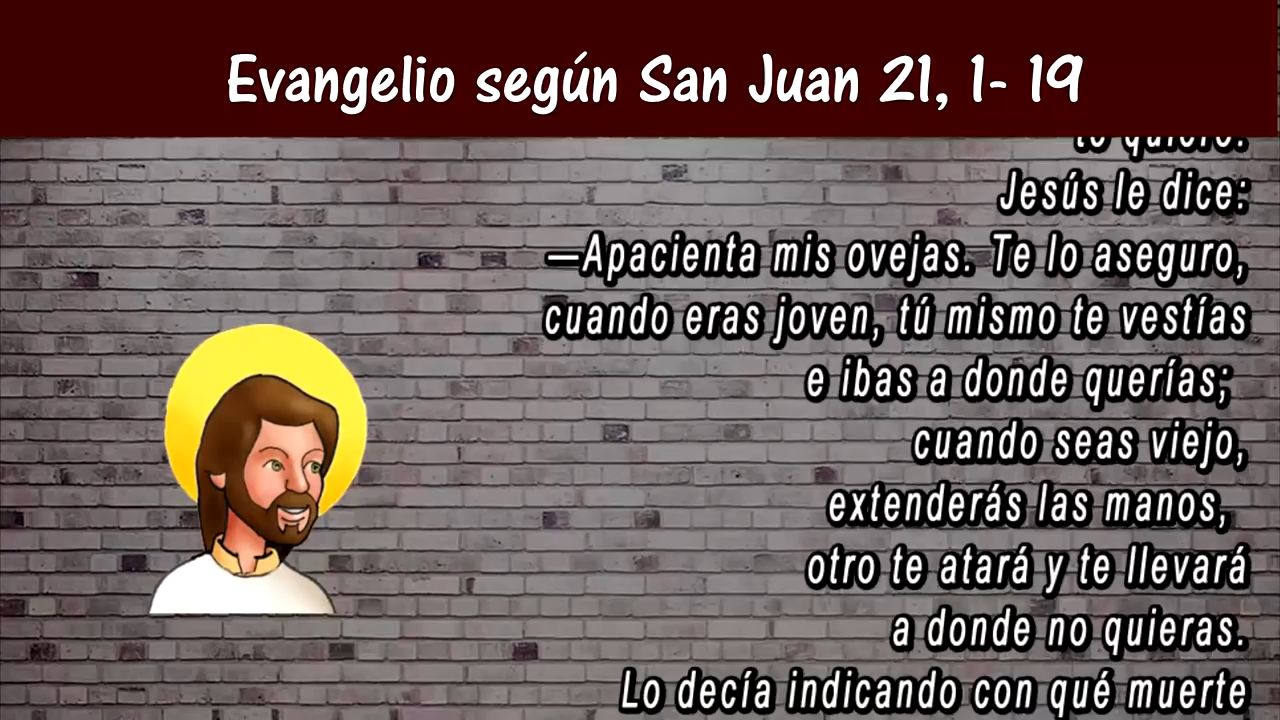 Evangelio según San Juan 21, 1- 19
te quiero.
Jesús le dice:
—Apacienta mis ovejas. Te lo aseguro,
cuando eras joven, tú mismo te vestías
e ibas a donde querías;
cuando seas viejo,
extenderás las manos,
otro te atará y te llevará
a donde no quieras.
Lo decía indicando con qué muerte